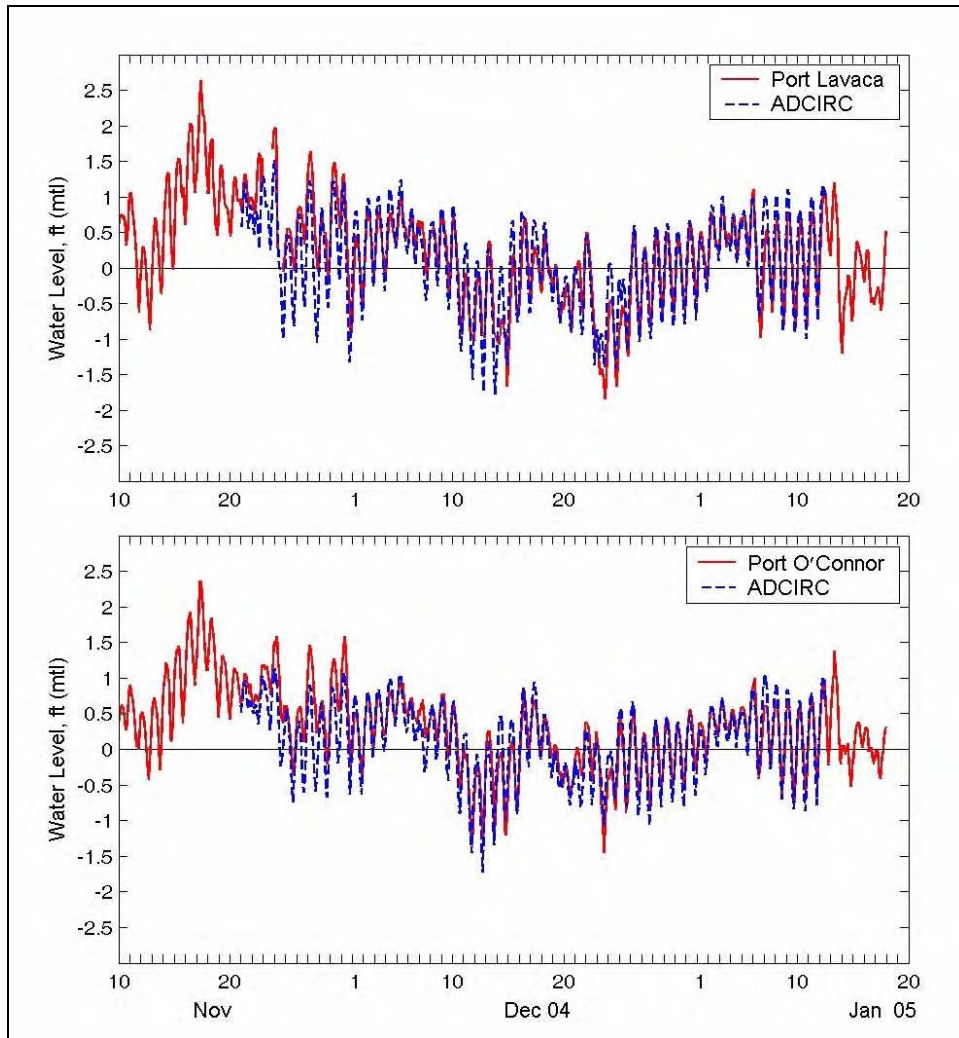 Port Lavaca
ADCIRC
Water Level, ft (mtl)
2.5
2
1.5
1
0.5
0
-0.5
-1
-1.5
-2
-2.5
10 20 1 10 20 1 10 20
Port O'Connor
ADCIRC
Water Level, ft (mtl)
2.5
2
1.5
1
0.5
0
-0.5
-1
-1.5
-2
-2.5
10 20 1 10 20 1 10 20
Nov Dec 04 Jan 05